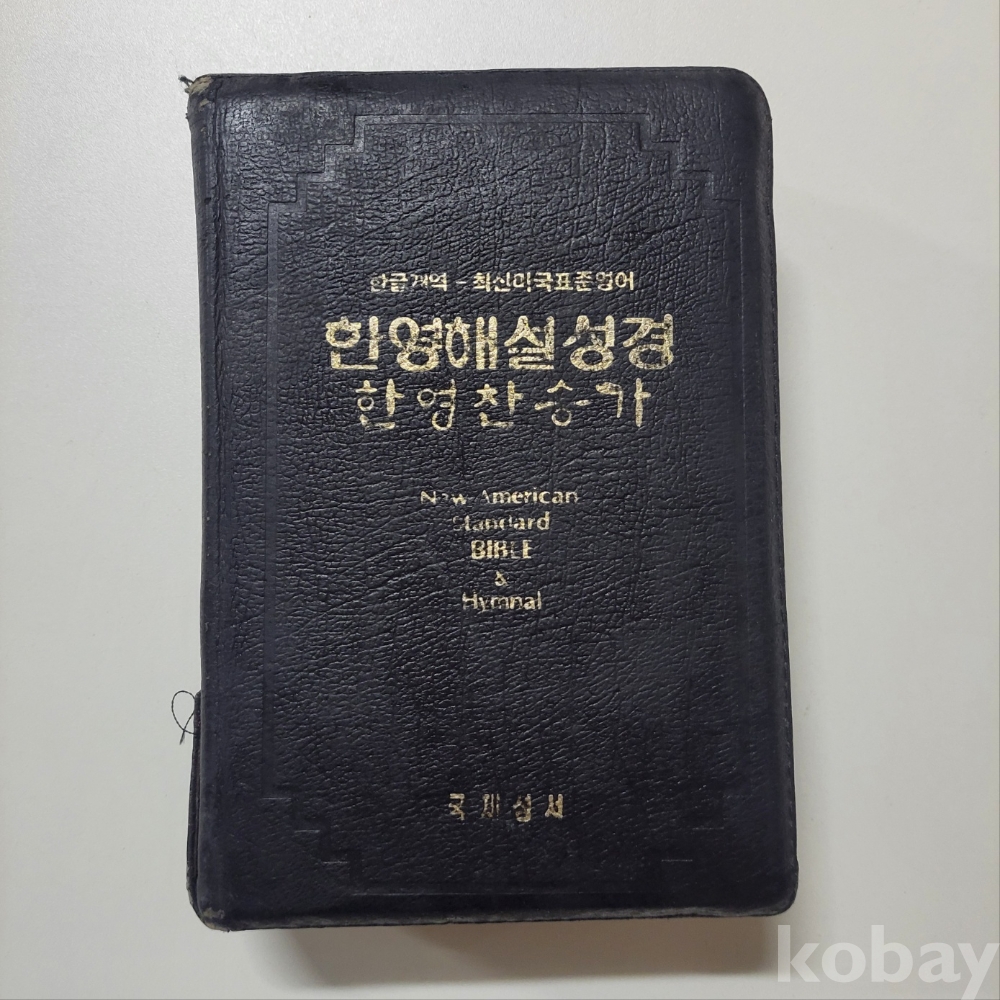 한글개역 - 최신미국표준영어
한영해설성경
한영찬송가
New American
Standard
BIBLE
&
Hymnal
국제성서
kobay